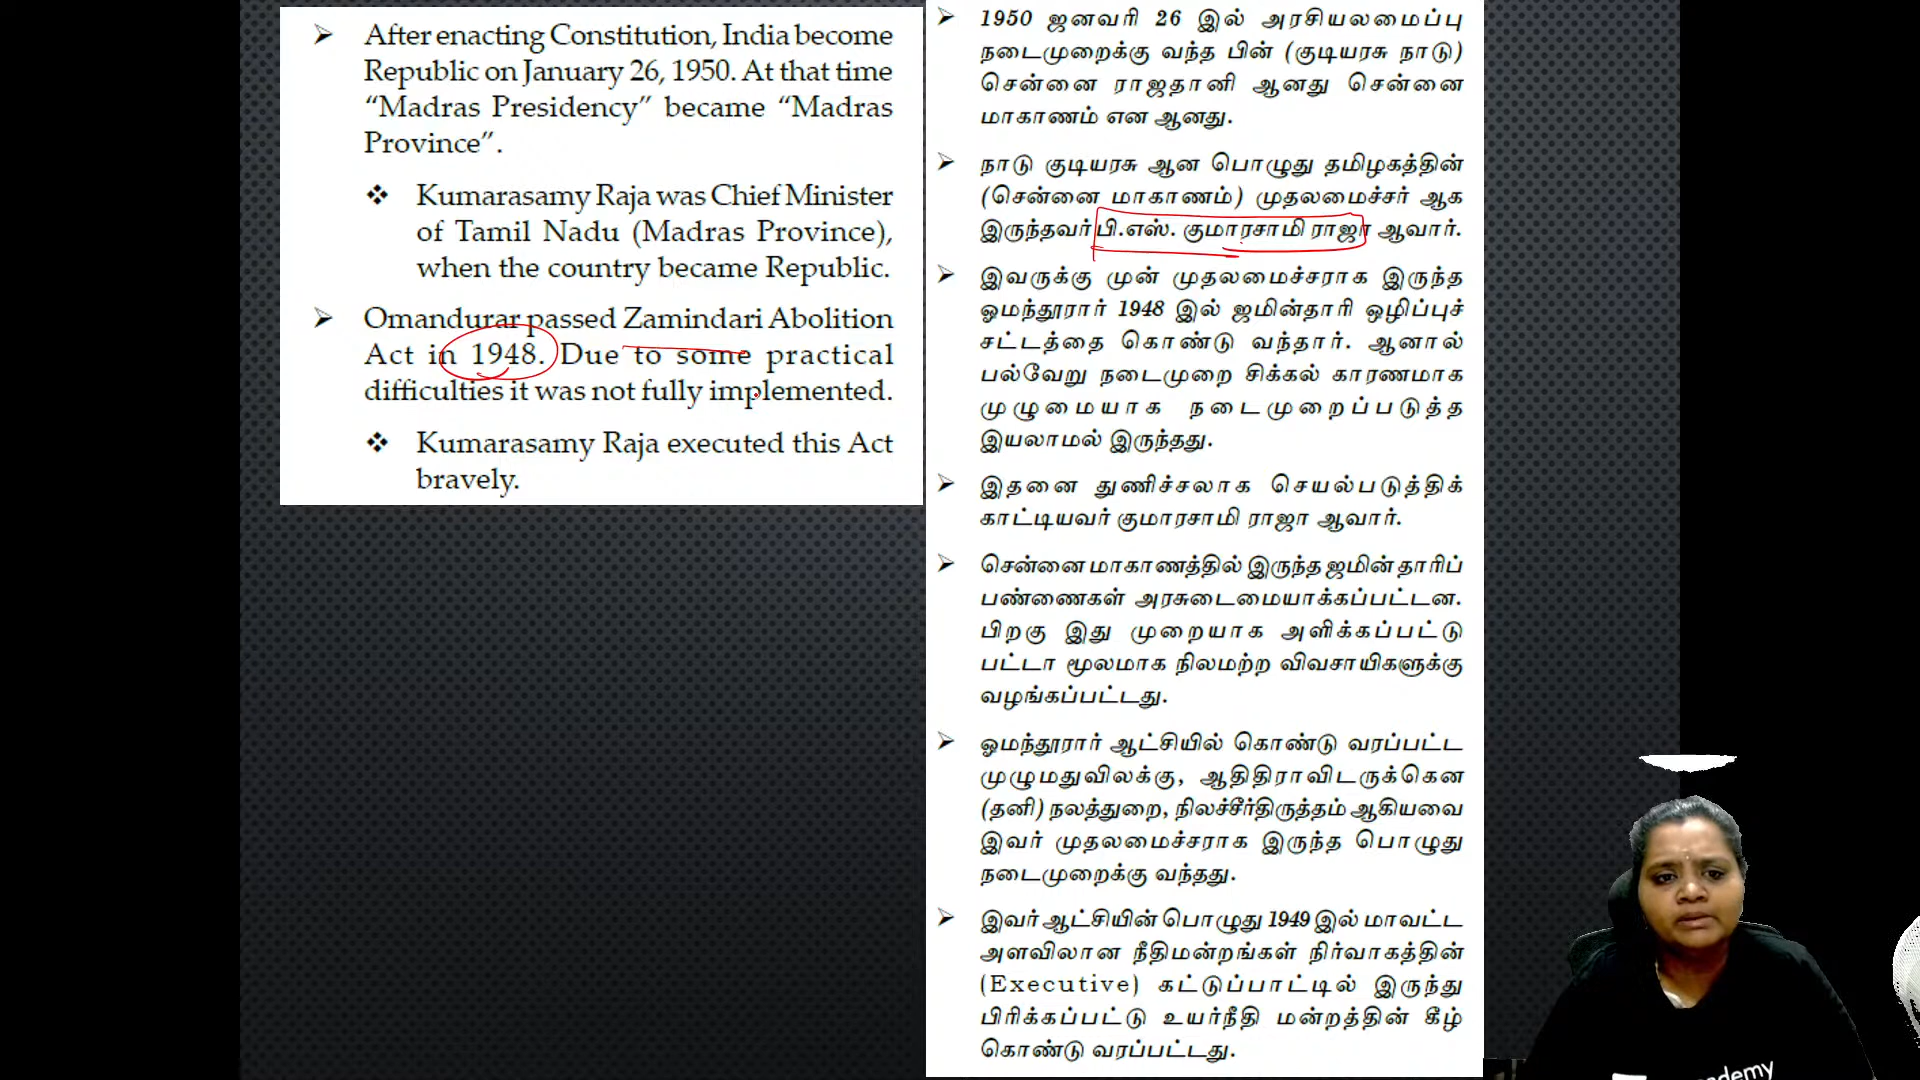 ➢ After enacting Constitution, India become
Republic on January 26, 1950. At that time
“Madras Presidency” became “Madras
Province”.
❖ Kumarasamy Raja was Chief Minister
of Tamil Nadu (Madras Province),
when the country became Republic.
➢ Omandurar passed Zamindari Abolition
Act in 1948. Due to some practical
difficulties it was not fully implemented.
❖ Kumarasamy Raja executed this Act
bravely.
➢ 1950 ஜனவரி 26 இல் அரசியலமைப்பு
நடைமுறைக்கு வந்த பின் (குடியரசு நாடு)
சென்னை ராஜதானி ஆனது சென்னை
மாகாணம் என ஆனது.
➢ நாடு குடியரசு ஆன பொழுது தமிழகத்தின்
(சென்னை மாகாணம்) முதலமைச்சர் ஆக
இருந்தவர் பி.எஸ். குமாரசாமி ராஜா ஆவார்.
➢ இவருக்கு முன் முதலமைச்சராக இருந்த
ஓமந்தூரார் 1948 இல் ஜமின்தாரி ஒழிப்புச்
சட்டத்தை கொண்டு வந்தார். ஆனால்
பல்வேறு நடைமுறை சிக்கல் காரணமாக
முழுமையாக நடைமுறைப்படுத்த
இயலாமல் இருந்தது.
➢ இதனை துணிச்சலாக செயல்படுத்திக்
காட்டியவர் குமாரசாமி ராஜா ஆவார்.
➢ சென்னை மாகாணத்தில் இருந்த ஜமின்தாரிப்
பண்ணைகள் அரசுடைமையாக்கப்பட்டன.
பிறகு இது முறையாக அளிக்கப்பட்டு
பட்டா மூலமாக நிலமற்ற விவசாயிகளுக்கு
வழங்கப்பட்டது.
➢ ஓமந்தூரார் ஆட்சியில் கொண்டு வரப்பட்ட
முழுமதுவிலக்கு, ஆதிதிராவிடருக்கென
(தனி) நலத்துறை, நிலச்சீர்திருத்தம் ஆகியவை
இவர் முதலமைச்சராக இருந்த பொழுது
நடைமுறைக்கு வந்தது.
➢ இவர் ஆட்சியின் பொழுது 1949 இல் மாவட்ட
அளவிலான நீதிமன்றங்கள் நிர்வாகத்தின்
(Executive) கட்டுப்பாட்டில் இருந்து
பிரிக்கப்பட்டு உயர்நீதி மன்றத்தின் கீழ்
கொண்டு வரப்பட்டது.